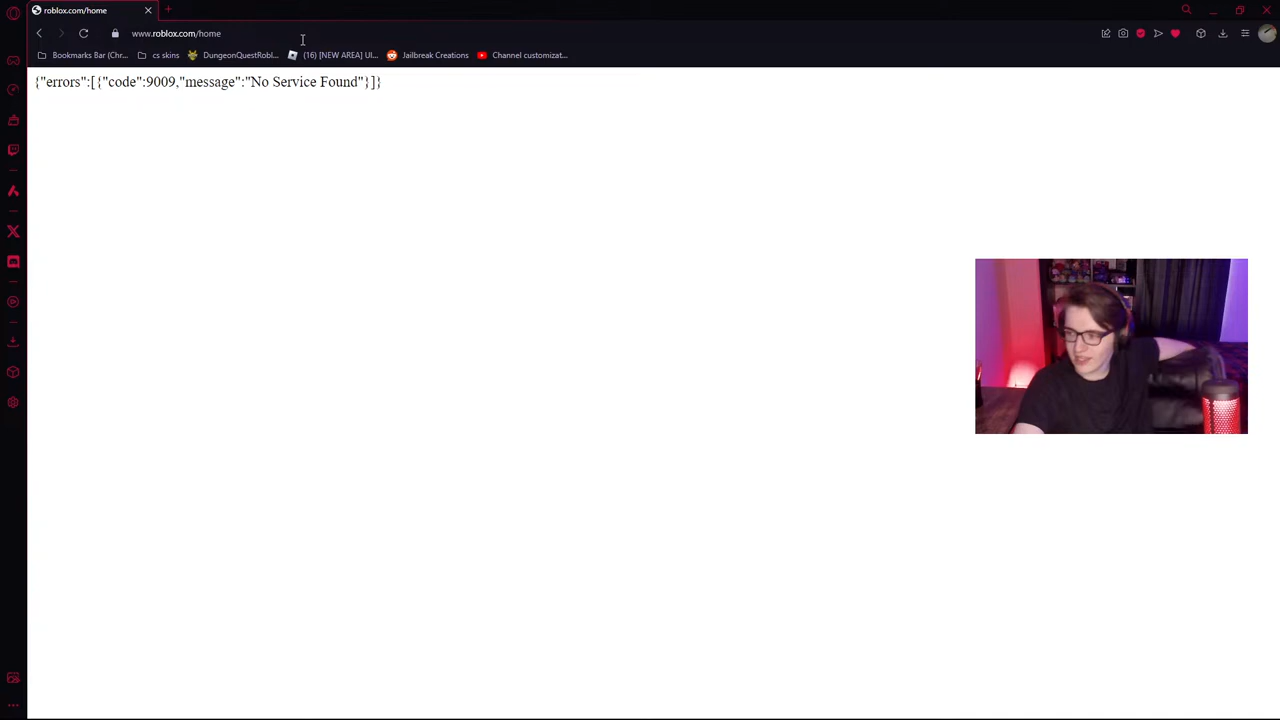 roblox.com/home
www.roblox.com/home
Bookmarks Bar (Chr... cs skins DungeonQuestRobl... (16) [NEW AREA] Ul... Jailbreak Creations Channel customizat...
{"errors":[{"code":9009,"message":"No Service Found"}]}